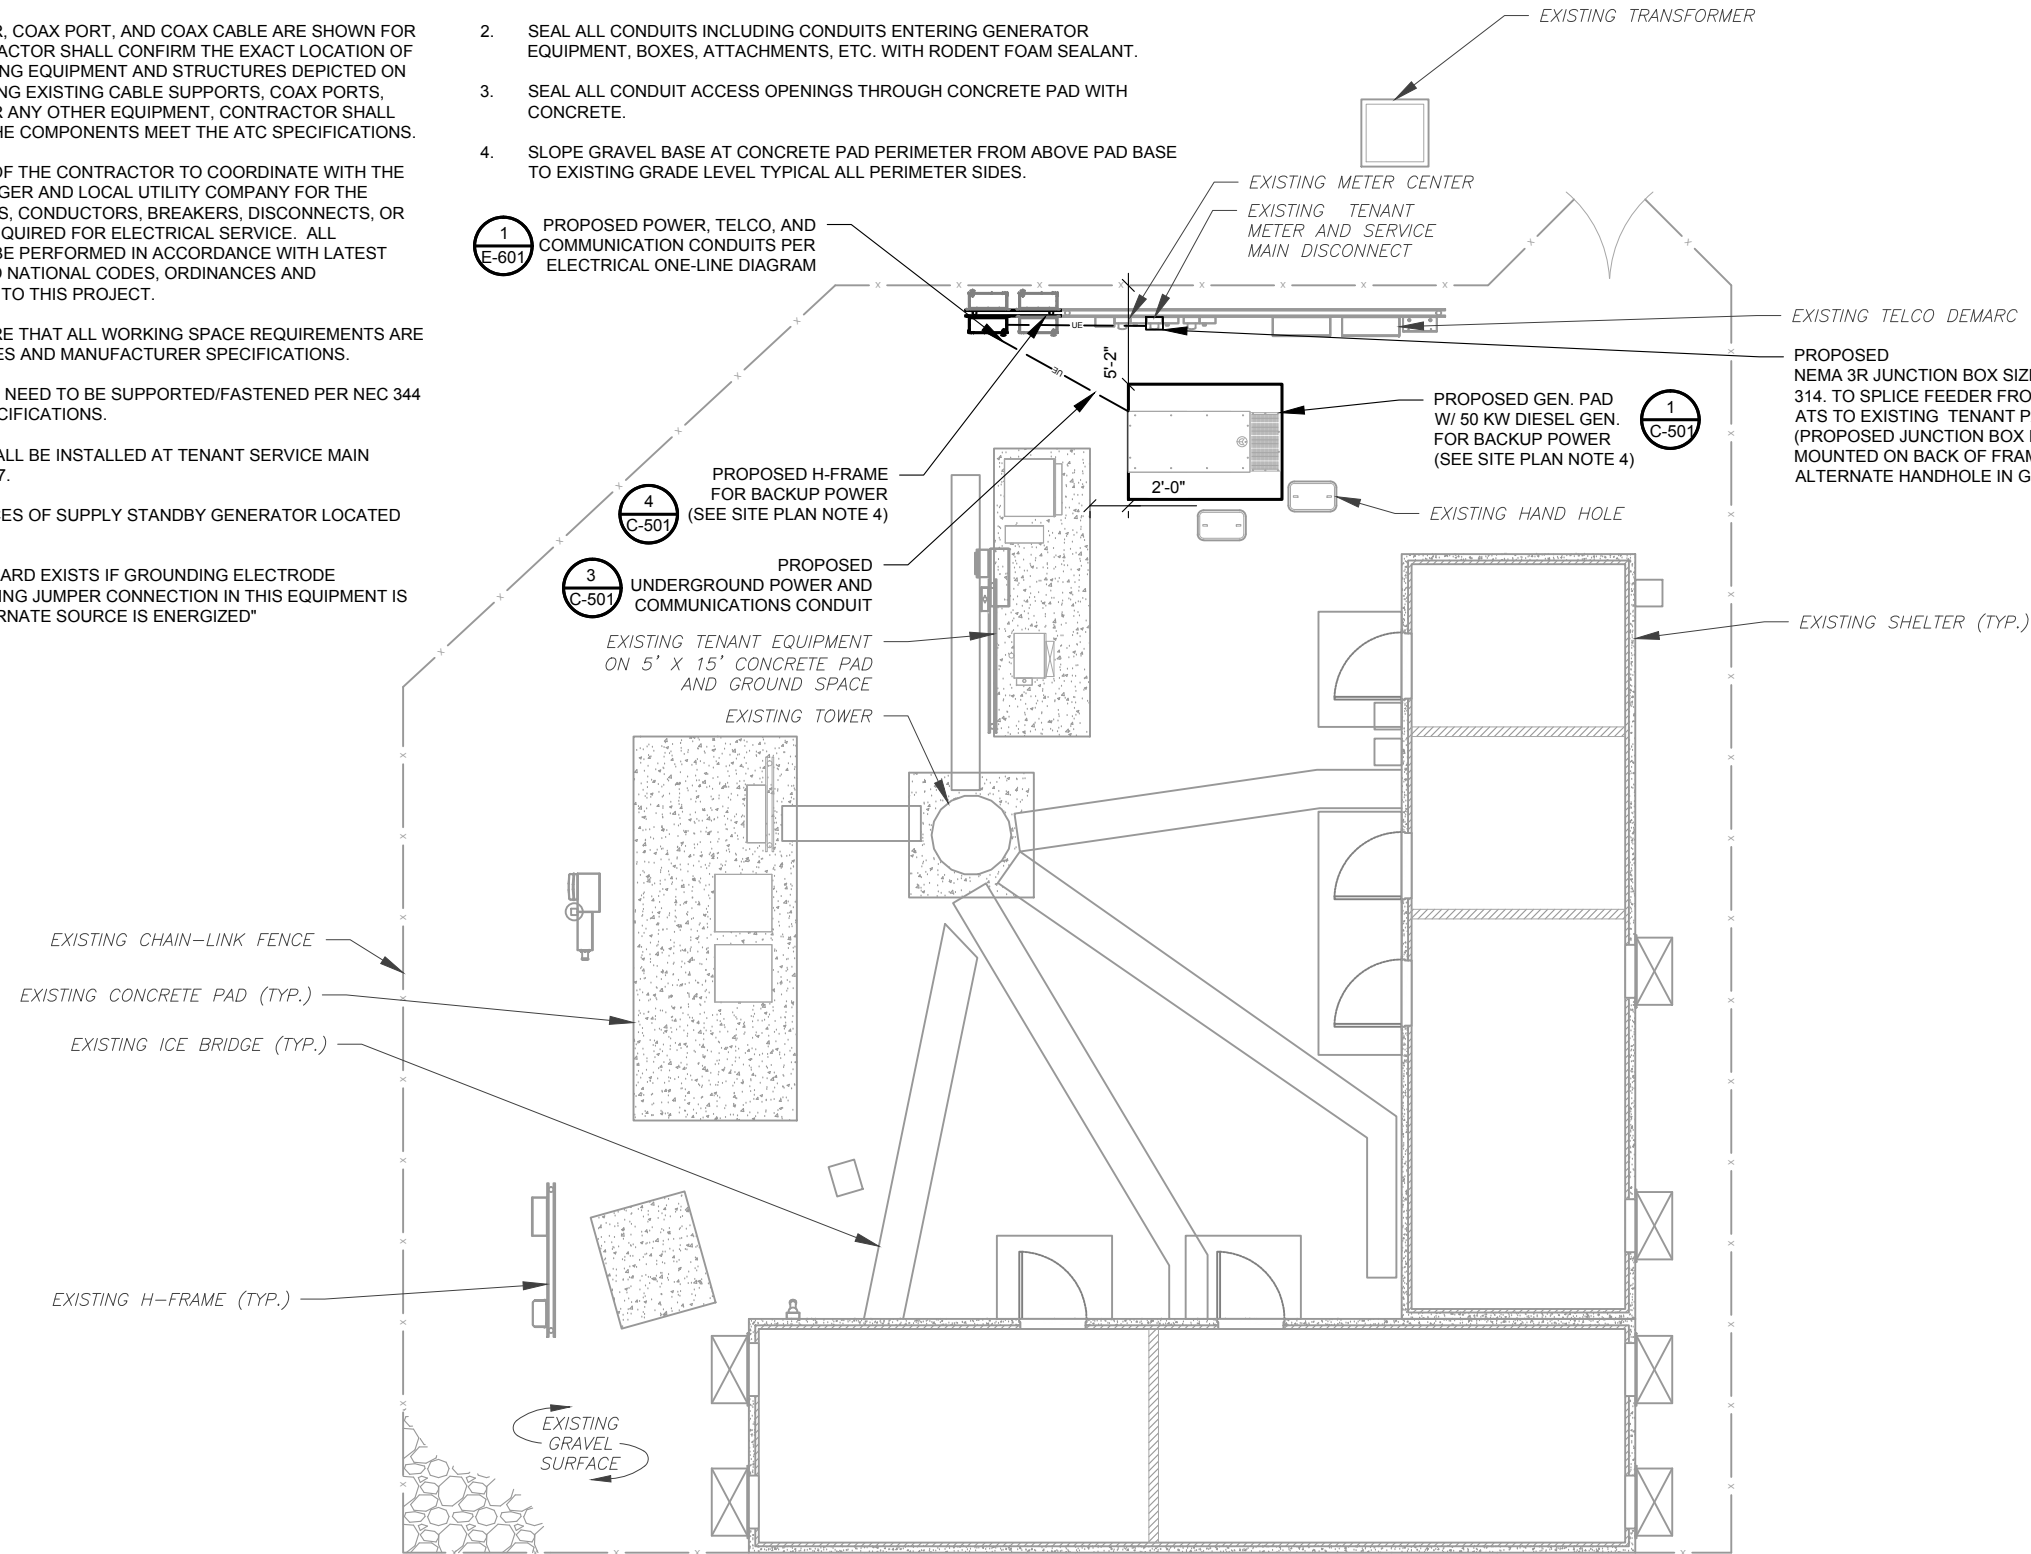 R, COAX PORT, AND COAX CABLE ARE SHOWN FOR
ACTOR SHALL CONFIRM THE EXACT LOCATION OF
NG EQUIPMENT AND STRUCTURES DEPICTED ON
NG EXISTING CABLE SUPPORTS, COAX PORTS,
R ANY OTHER EQUIPMENT, CONTRACTOR SHALL
HE COMPONENTS MEET THE ATC SPECIFICATIONS.
OF THE CONTRACTOR TO COORDINATE WITH THE
GER AND LOCAL UTILITY COMPANY FOR THE
S, CONDUCTORS, BREAKERS, DISCONNECTS, OR
QUIRED FOR ELECTRICAL SERVICE. ALL
BE PERFORMED IN ACCORDANCE WITH LATEST
D NATIONAL CODES, ORDINANCES AND
TO THIS PROJECT.
RE THAT ALL WORKING SPACE REQUIREMENTS ARE
ES AND MANUFACTURER SPECIFICATIONS.
NEED TO BE SUPPORTED/FASTENED PER NEC 344
CIFICATIONS.
ALL BE INSTALLED AT TENANT SERVICE MAIN
7.
ES OF SUPPLY STANDBY GENERATOR LOCATED
ARD EXISTS IF GROUNDING ELECTRODE
ING JUMPER CONNECTION IN THIS EQUIPMENT IS
RNATE SOURCE IS ENERGIZED"
2. SEAL ALL CONDUITS INCLUDING CONDUITS ENTERING GENERATOR
EQUIPMENT, BOXES, ATTACHMENTS, ETC. WITH RODENT FOAM SEALANT.
3. SEAL ALL CONDUIT ACCESS OPENINGS THROUGH CONCRETE PAD WITH
CONCRETE.
4. SLOPE GRAVEL BASE AT CONCRETE PAD PERIMETER FROM ABOVE PAD BASE
TO EXISTING GRADE LEVEL TYPICAL ALL PERIMETER SIDES.
EXISTING TRANSFORMER
EXISTING METER CENTER
EXISTING TENANT
METER AND SERVICE
MAIN DISCONNECT
1
E-601
PROPOSED POWER, TELCO, AND
COMMUNICATION CONDUITS PER
ELECTRICAL ONE-LINE DIAGRAM
EXISTING TELCO DEMARC
UE
UE
5'-2"
2'-0"
PROPOSED
NEMA 3R JUNCTION BOX SIZE
314. TO SPLICE FEEDER FRO
ATS TO EXISTING TENANT P
(PROPOSED JUNCTION BOX 
MOUNTED ON BACK OF FRAM
ALTERNATE HANDHOLE IN G
PROPOSED GEN. PAD
W/ 50 KW DIESEL GEN.
FOR BACKUP POWER
(SEE SITE PLAN NOTE 4)
1
C-501
PROPOSED H-FRAME
FOR BACKUP POWER
(SEE SITE PLAN NOTE 4)
4
C-501
EXISTING HAND HOLE
PROPOSED
UNDERGROUND POWER AND
COMMUNICATIONS CONDUIT
3
C-501
EXISTING SHELTER (TYP.)
EXISTING TENANT EQUIPMENT
ON 5' X 15' CONCRETE PAD
AND GROUND SPACE
EXISTING TOWER
EXISTING CHAIN-LINK FENCE
EXISTING CONCRETE PAD (TYP.)
EXISTING ICE BRIDGE (TYP.)
EXISTING H-FRAME (TYP.)
EXISTING
GRAVEL
SURFACE